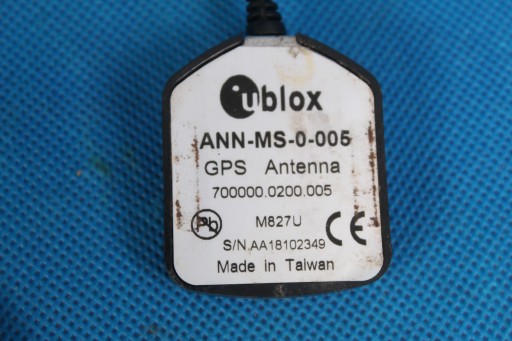 ublox
ANN-MS-0-005
GPS Antenna
700000.0200.005
Pb
M827U
CE
S/N.AA18102349
Made in Taiwan